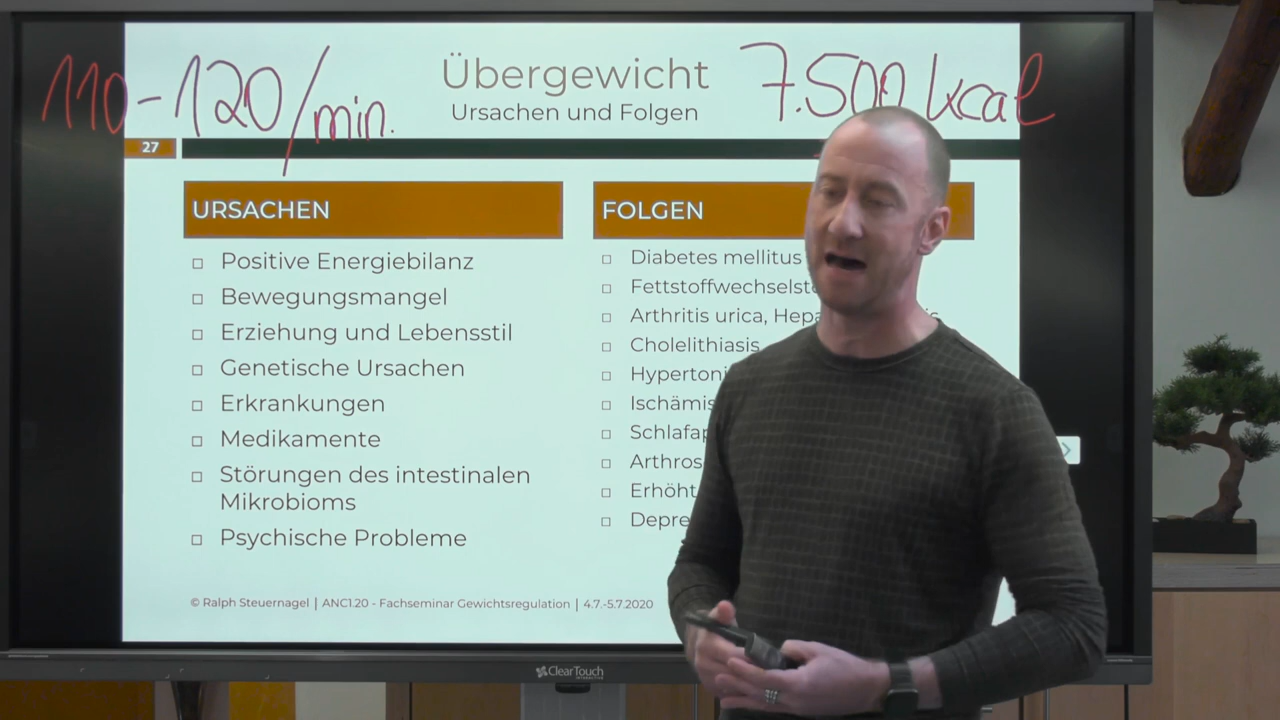 110-120/min.
Übergewicht
7.500 kcal
Ursachen und Folgen
27
URSACHEN
Positive Energiebilanz
Bewegungsmangel
Erziehung und Lebensstil
Genetische Ursachen
Erkrankungen
Medikamente
Störungen des intestinalen
Mikrobioms
Psychische Probleme
FOLGEN
Diabetes mellitus
Arthritis urica,
Cholelithiasis
© Ralph Steuernagel | ANC1.20 - Fachseminar Gewichtsregulation | 4.7.-5.7.2020
ClearTouch
INTERACTIVE